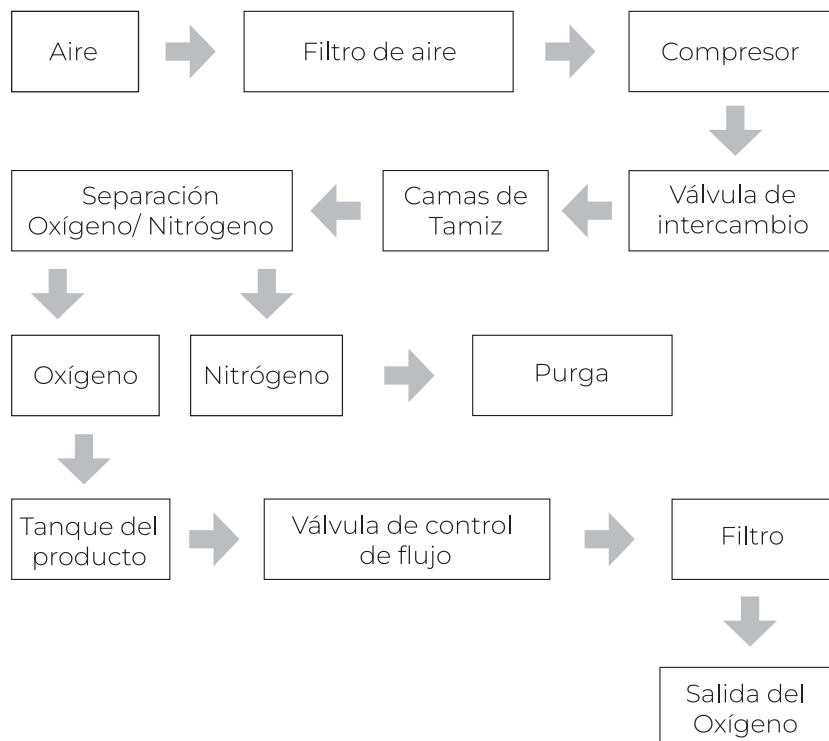 Aire
Filtro de aire
Compresor
Separación
Oxígeno/ Nitrógeno
Camas de
Tamiz
Válvula de
intercambio
Oxígeno
Nitrógeno
Purga
Tanque del
producto
Válvula de control
de flujo
Filtro
Salida del
Oxígeno